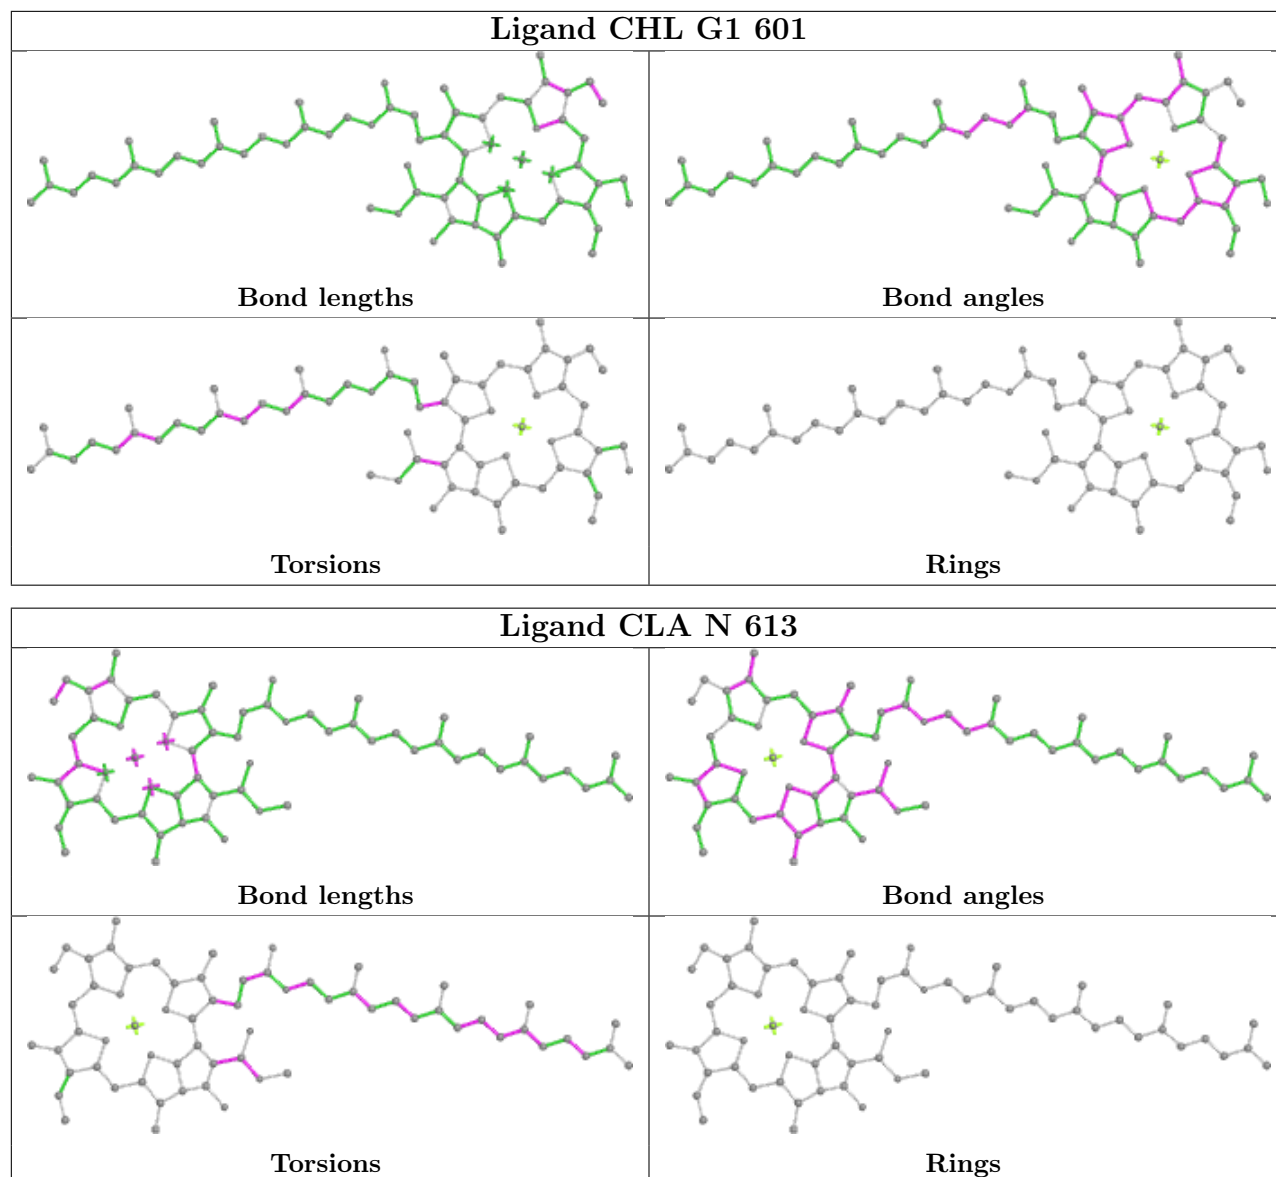 Ligand CHL G1 601
Bond lengths
Bond angles
Torsions
Rings
Ligand CLA N 613
Bond lengths
Bond angles
Torsions
Rings